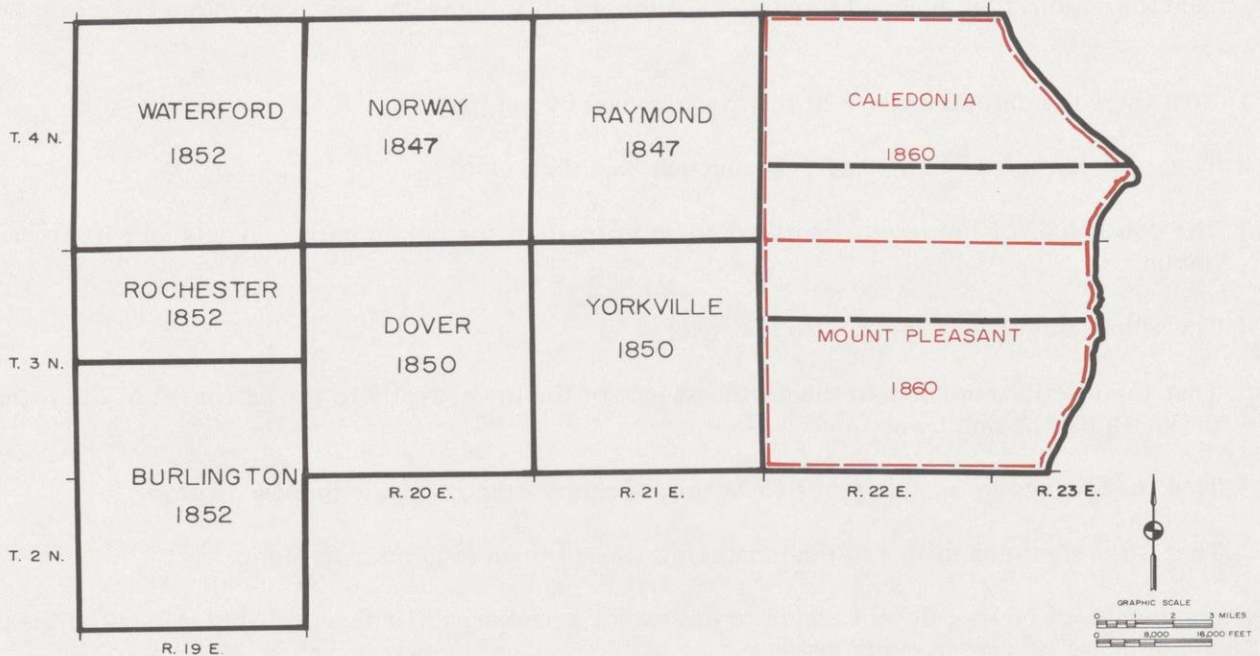 WATERFORD
1852
NORWAY
1847
RAYMOND
1847
CALEDONIA
1860
T. 4 N.
ROCHESTER
1852
DOVER
1850
YORKVILLE
1850
MOUNT PLEASANT
1860
T. 3 N.
BURLINGTON
1852
R. 20 E.
R. 21 E.
R. 22 E.
R. 23 E.
T. 2 N.
R. 19 E.
GRAPHIC SCALE
0 1 2 3 MILES
0 8,000 16,000 FEET